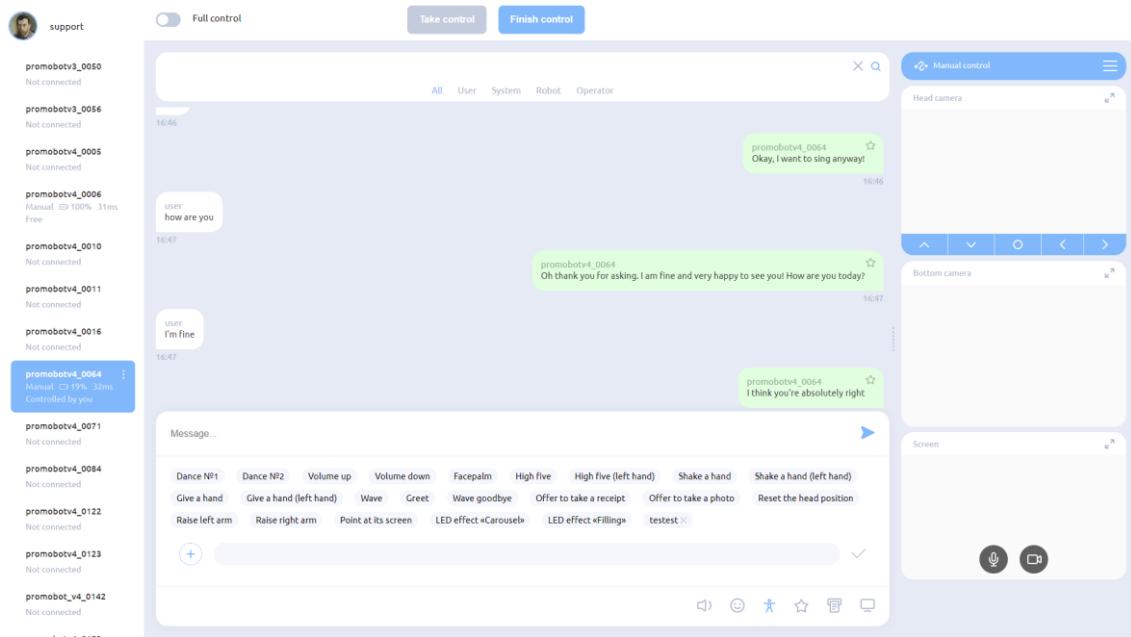 support
Full control
Take control
Finish control
promobotv3_0050
Not connected
promobotv3_0056
Not connected
promobotv4_0005
Not connected
promobotv4_0006
Manual 100% 31ms
Free
promobotv4_0010
Not connected
promobotv4_0011
Not connected
promobotv4_0016
Not connected
promobotv4_0064
Manual 19% 32ms
Controlled by you
promobotv4_0071
Not connected
promobotv4_0084
Not connected
promobotv4_0122
Not connected
promobotv4_0123
Not connected
promobot_v4_0142
Not connected
All User System Robot Operator
16:46
promobotv4_0064
Okay, I want to sing anyway!
16:46
user
how are you
16:47
promobotv4_0064
Oh thank you for asking. I am fine and very happy to see you! How are you today?
16:47
user
I'm fine
16:47
promobotv4_0064
I think you're absolutely right
Message...
Dance №1 Dance №2 Volume up Volume down Facepalm High five High five (left hand) Shake a hand Shake a hand (left hand)
Give a hand Give a hand (left hand) Wave Greet Wave goodbye Offer to take a receipt Offer to take a photo Reset the head position
Raise left arm Raise right arm Point at its screen LED effect «Carousel» LED effect «Filling» testest
Manual control
Head camera
Bottom camera
Screen